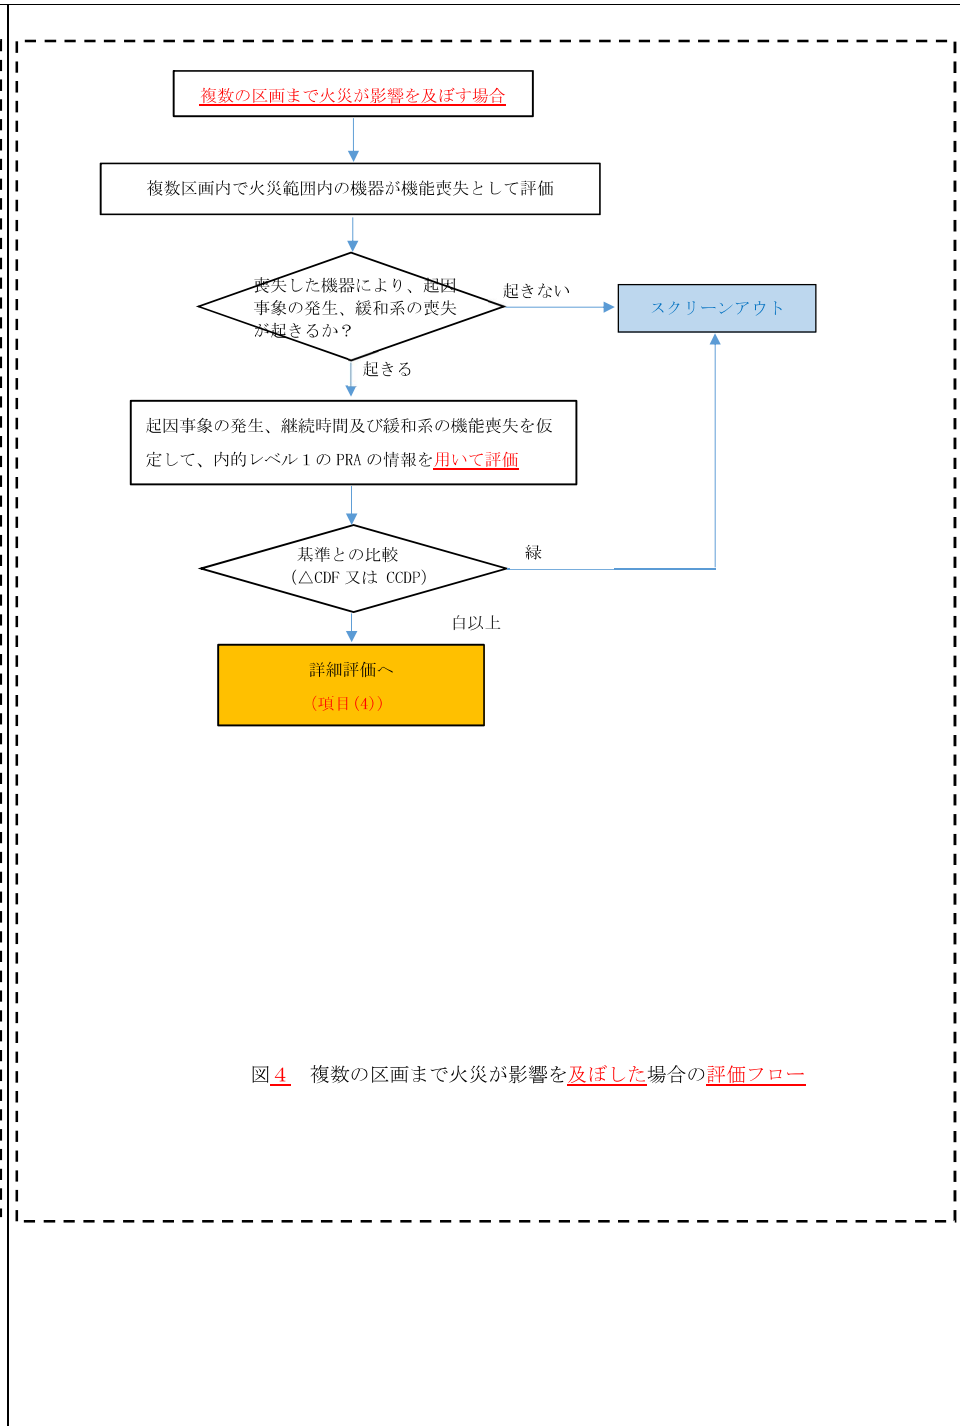 複数の区画まで火災が影響を及ぼす場合
複数区画内で火災範囲内の機器が機能喪失として評価
喪失した機器により、起因
事象の発生、緩和系の喪失
が起きるか？
起きない
スクリーンアウト
起きる
起因事象の発生、継続時間及び緩和系の機能喪失を仮
定して、内的レベル１の PRA の情報を用いて評価
基準との比較
(△CDF 又は CCDP)
緑
白以上
詳細評価へ
（項目(4)）
図４　複数の区画まで火災が影響を及ぼした場合の評価フロー